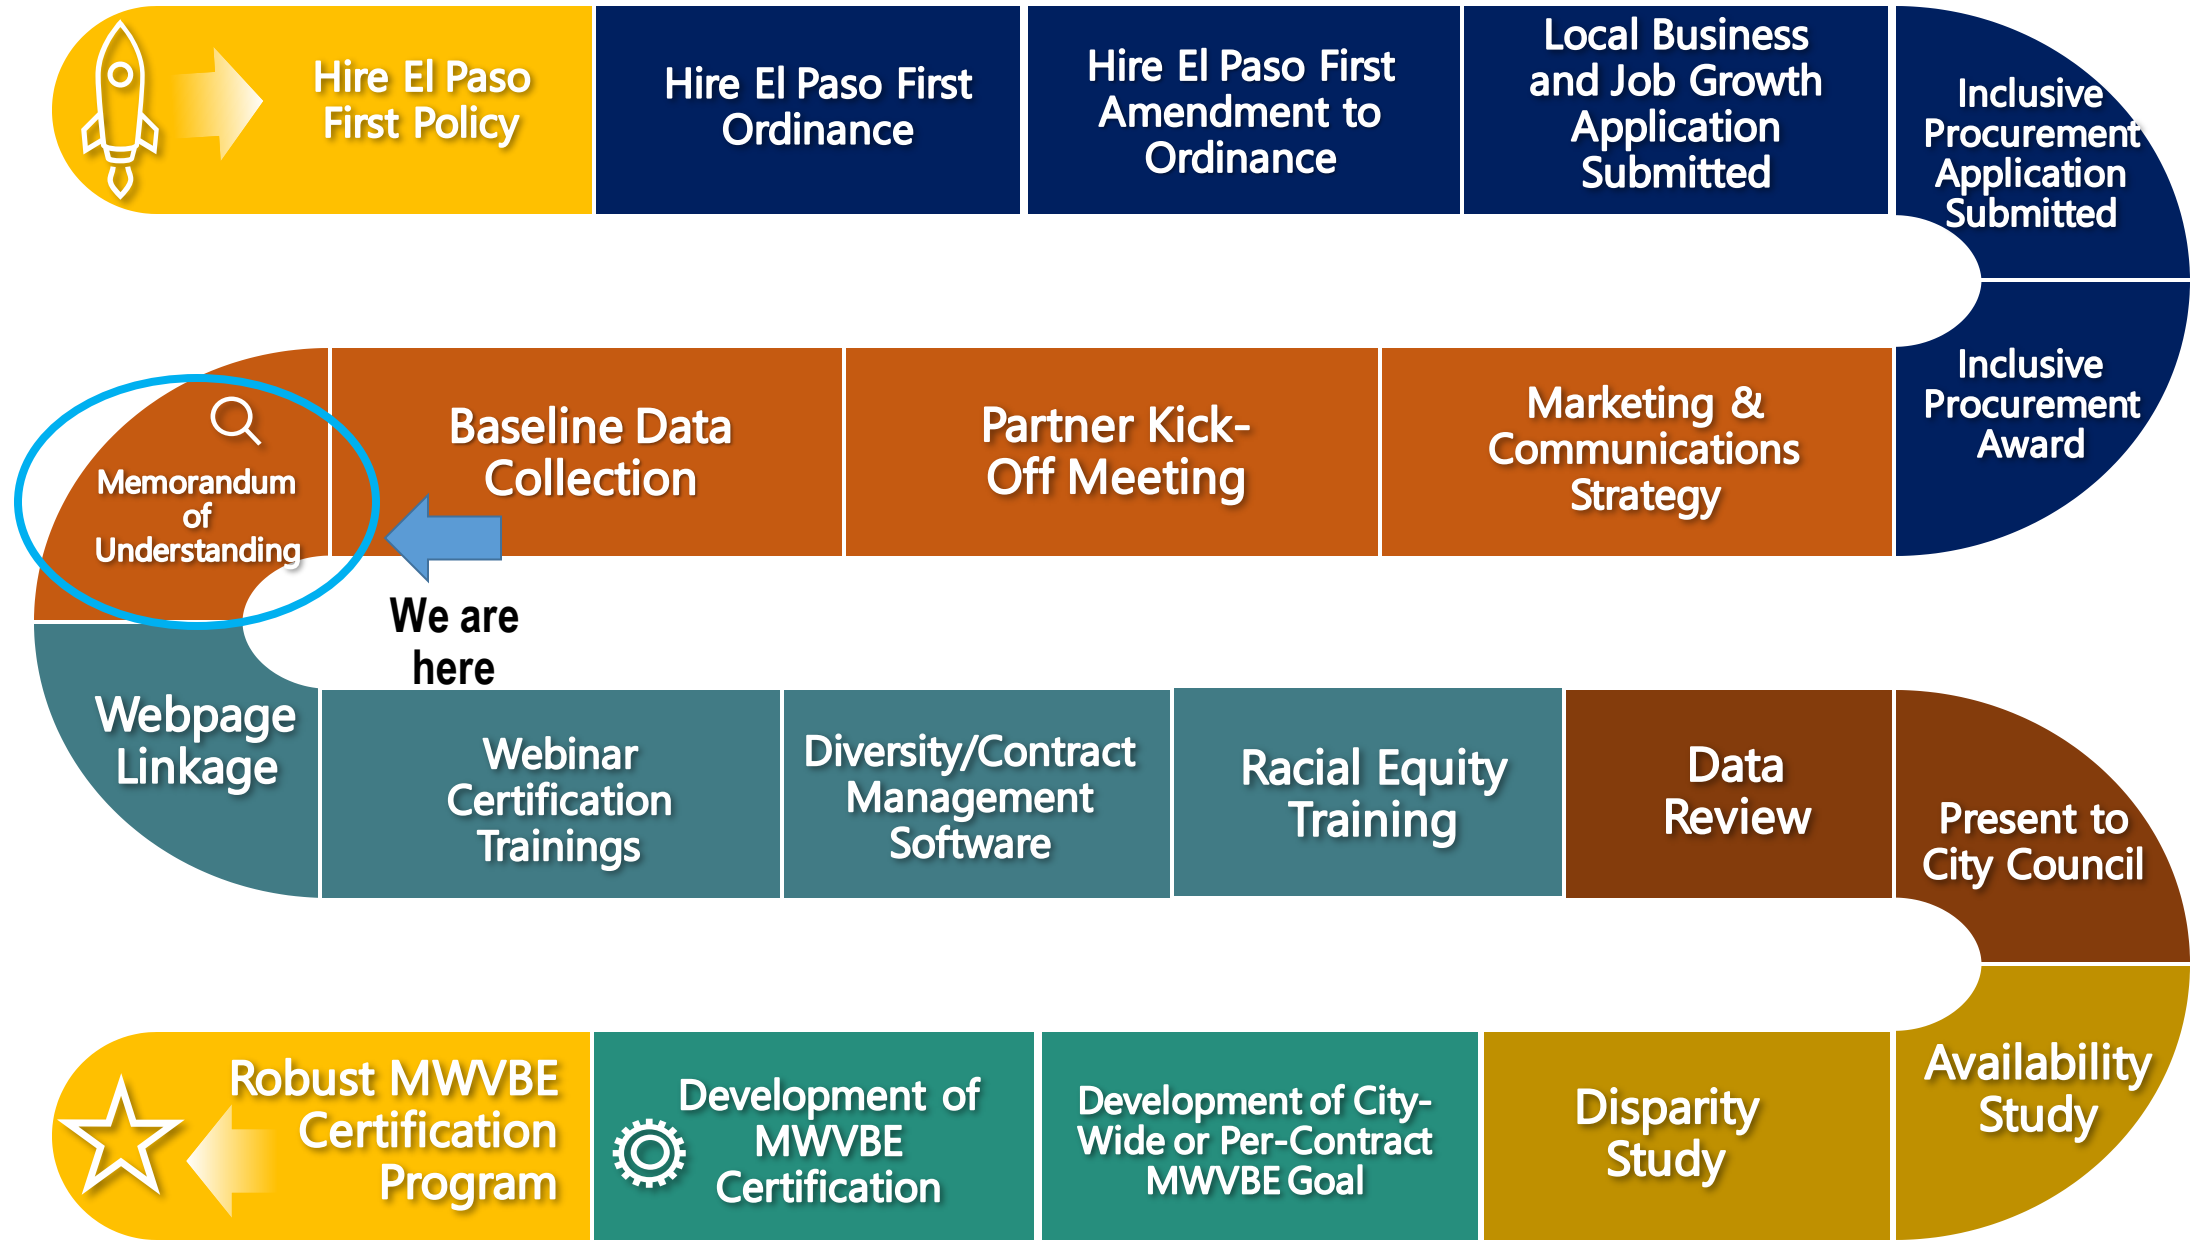 Hire El Paso
First Policy
Hire El Paso First
Ordinance
Hire El Paso First
Amendment to
Ordinance
Local Business
and Job Growth
Application
Submitted
Inclusive
Procurement
Application
Submitted
Inclusive
Procurement
Award
Marketing &
Communications
Strategy
Partner Kick-
Off Meeting
Baseline Data
Collection
Memorandum
of
Understanding
We are
here
Webpage
Linkage
Webinar
Certification
Trainings
Diversity/Contract
Management
Software
Racial Equity
Training
Data
Review
Present to
City Council
Availability
Study
Disparity
Study
Development of City-
Wide or Per-Contract
MWVBE Goal
Development of
MWVBE
Certification
Robust MWVBE
Certification
Program